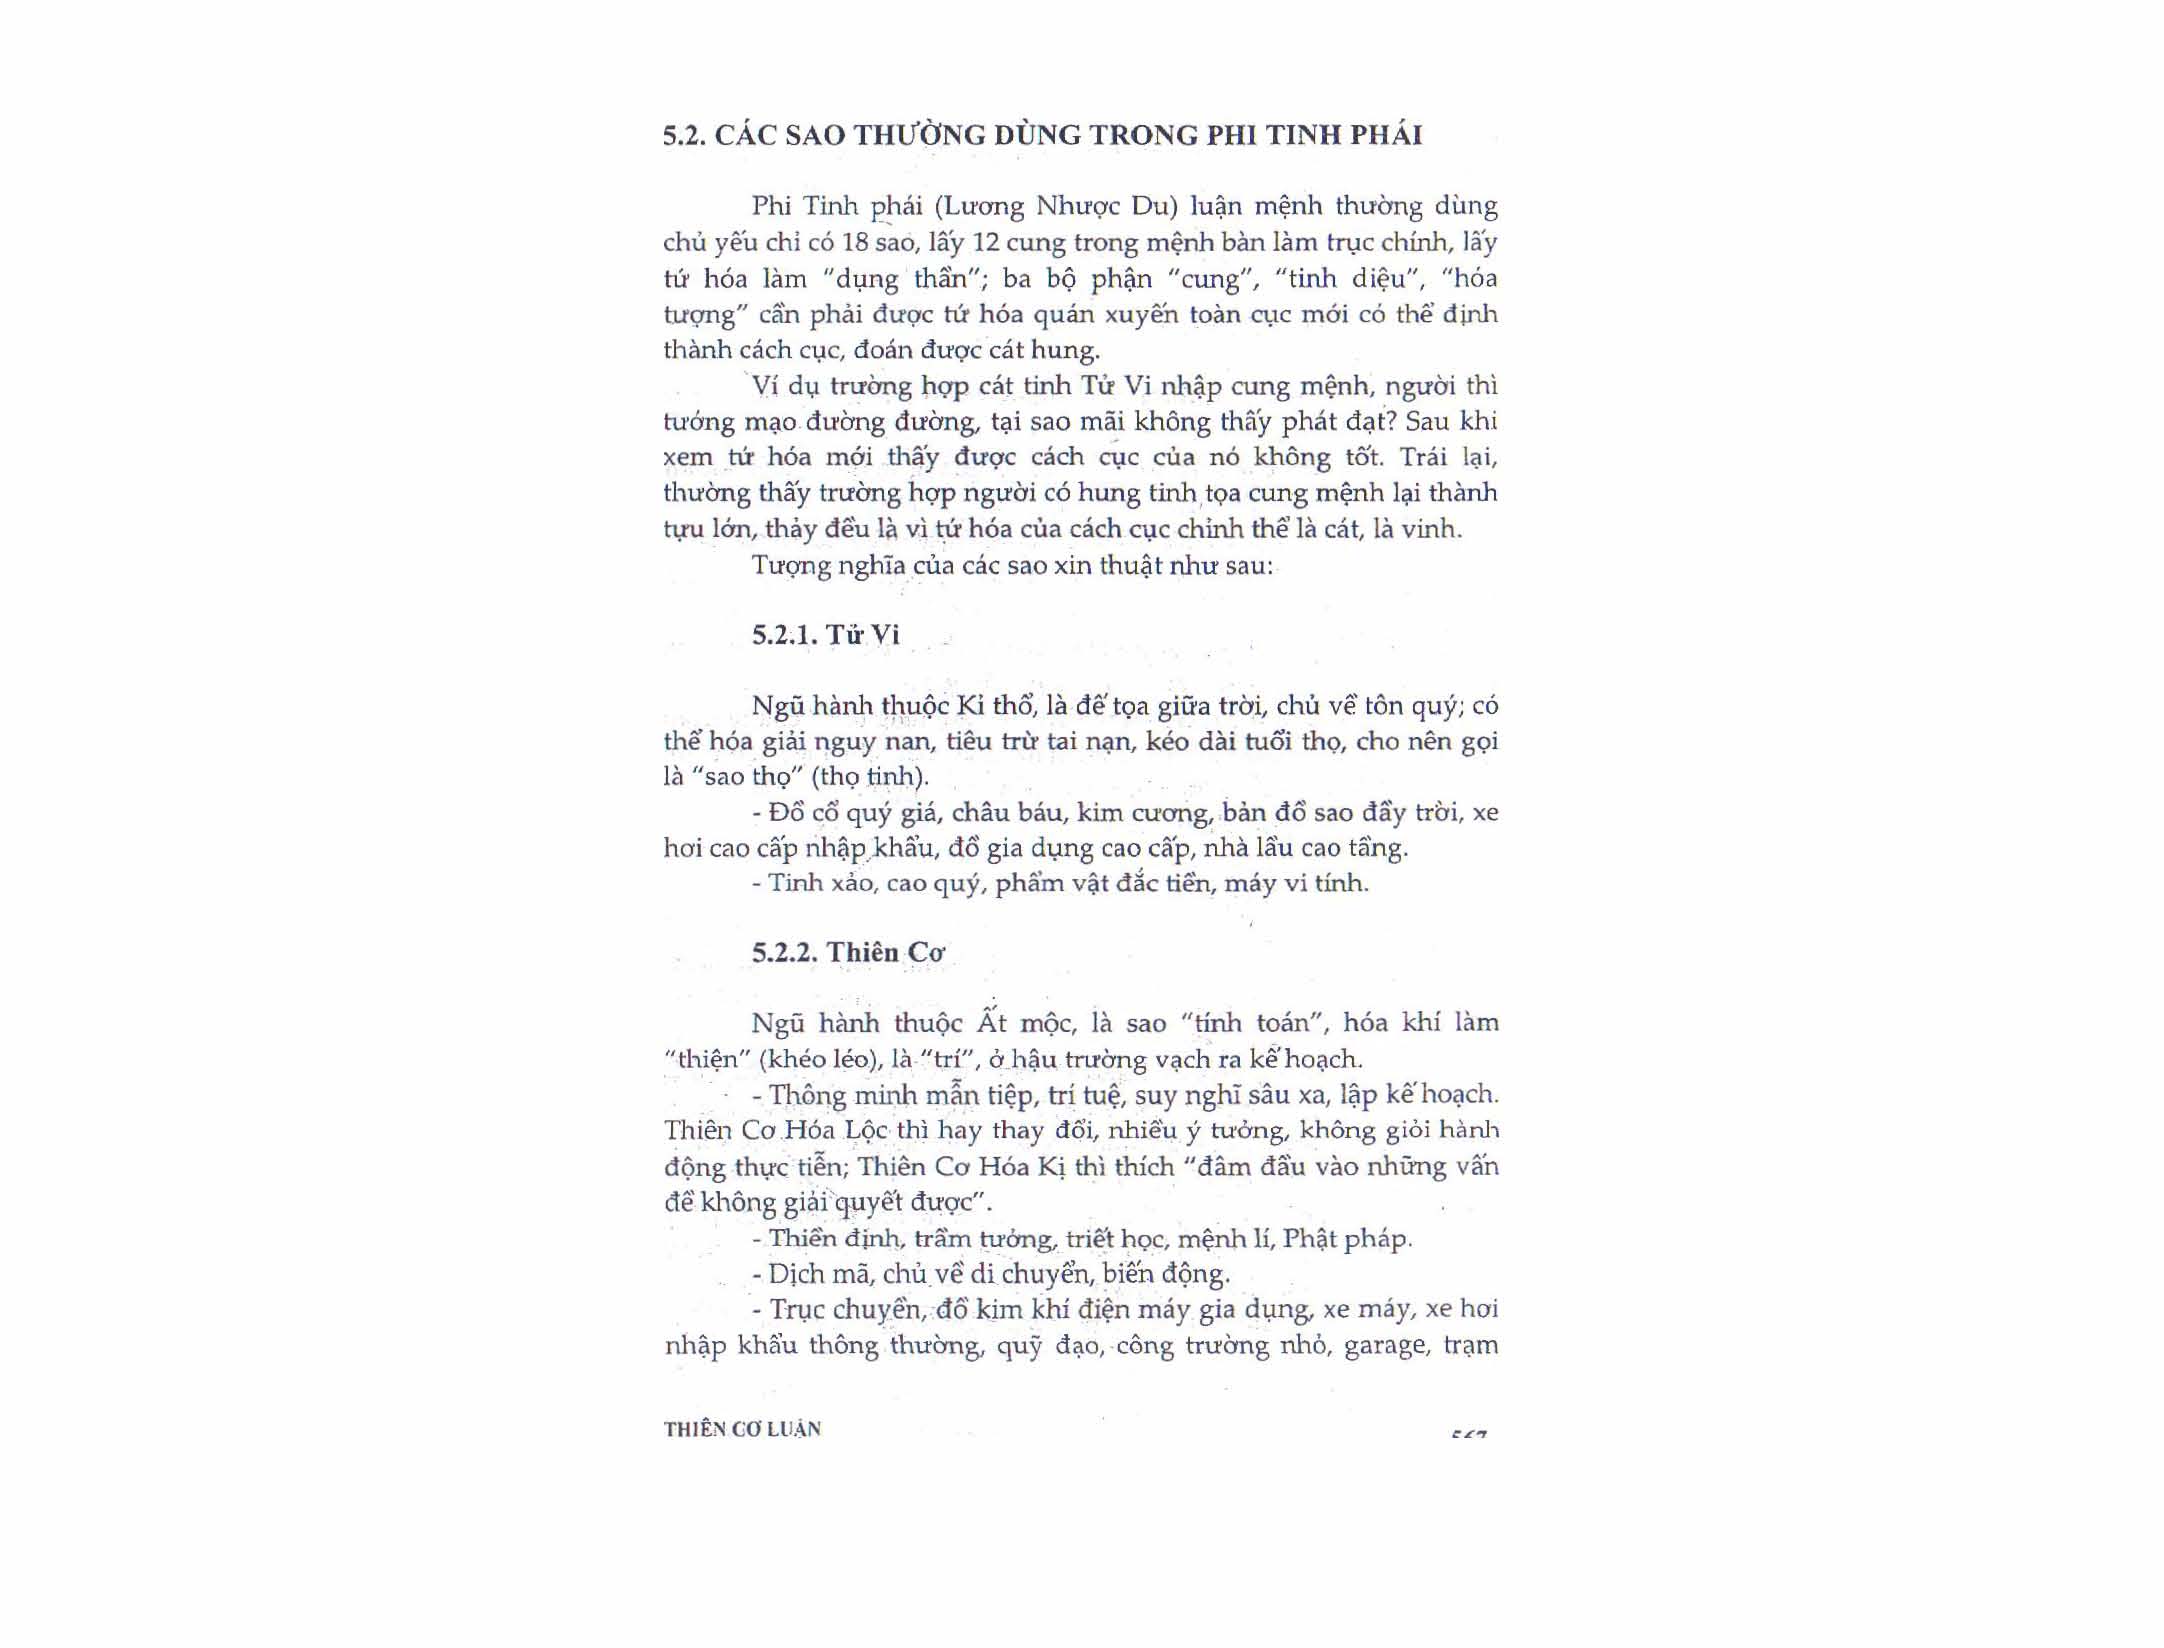 5.2. CÁC SAO THƯỜNG DÙNG TRONG PHI TINH PHÁI
Phi Tinh phái (Lương Nhược Du) luận mệnh thường dùng
chủ yếu chỉ có 18 sao, lấy 12 cung trong mệnh bàn làm trục chính, lấy
tứ hóa làm "dụng thần"; ba bộ phận "cung", "tinh diệu", "hóa
tượng" cần phải được tứ hóa quán xuyến toàn cục mới có thể định
thành cách cục, đoán được cát hung.
Ví dụ trường hợp cát tinh Tử Vi nhập cung mệnh, người thì
tướng mạo đường đường, tại sao mãi không thấy phát đạt? Sau khi
xem tứ hóa mới thấy được cách cục của nó không tốt. Trái lại,
thường thấy trường hợp người có hung tinh tọa cung mệnh lại thành
tựu lớn, thảy đều là vì tứ hóa của cách cục chỉnh thể là cát, là vinh.
Tượng nghĩa của các sao xin thuật như sau:
5.2.1. Tử Vi
Ngũ hành thuộc Kỉ thổ, là đế tọa giữa trời, chủ về tôn quý; có
thể hóa giải nguy nan, tiêu trừ tai nạn, kéo dài tuổi thọ, cho nên gọi
là "sao thọ" (thọ tinh).
- Đồ cổ quý giá, châu báu, kim cương, bản đồ sao đầy trời, xe
hơi cao cấp nhập khẩu, đồ gia dụng cao cấp, nhà lầu cao tầng.
- Tinh xảo, cao quý, phẩm vật đắc tiền, máy vi tính.
5.2.2. Thiên Cơ
Ngũ hành thuộc Ất mộc, là sao "tính toán", hóa khí làm
"thiện" (khéo léo), là "trí", ở hậu trường vạch ra kế hoạch.
- Thông minh mẫn tiệp, trí tuệ, suy nghĩ sâu xa, lập kế hoạch.
Thiên Cơ Hóa Lộc thì hay thay đổi, nhiều ý tưởng, không giỏi hành
động thực tiễn; Thiên Cơ Hóa Kị thì thích "đâm đầu vào những vấn
đề không giải quyết được".
- Thiền định, trầm tưởng, triết học, mệnh lí, Phật pháp.
- Dịch mã, chủ về di chuyển, biến động.
- Trục chuyền, đồ kim khí điện máy gia dụng, xe máy, xe hơi
nhập khẩu thông thường, quỹ đạo, công trường nhỏ, garage, trạm
THIÊN CƠ LUẬN